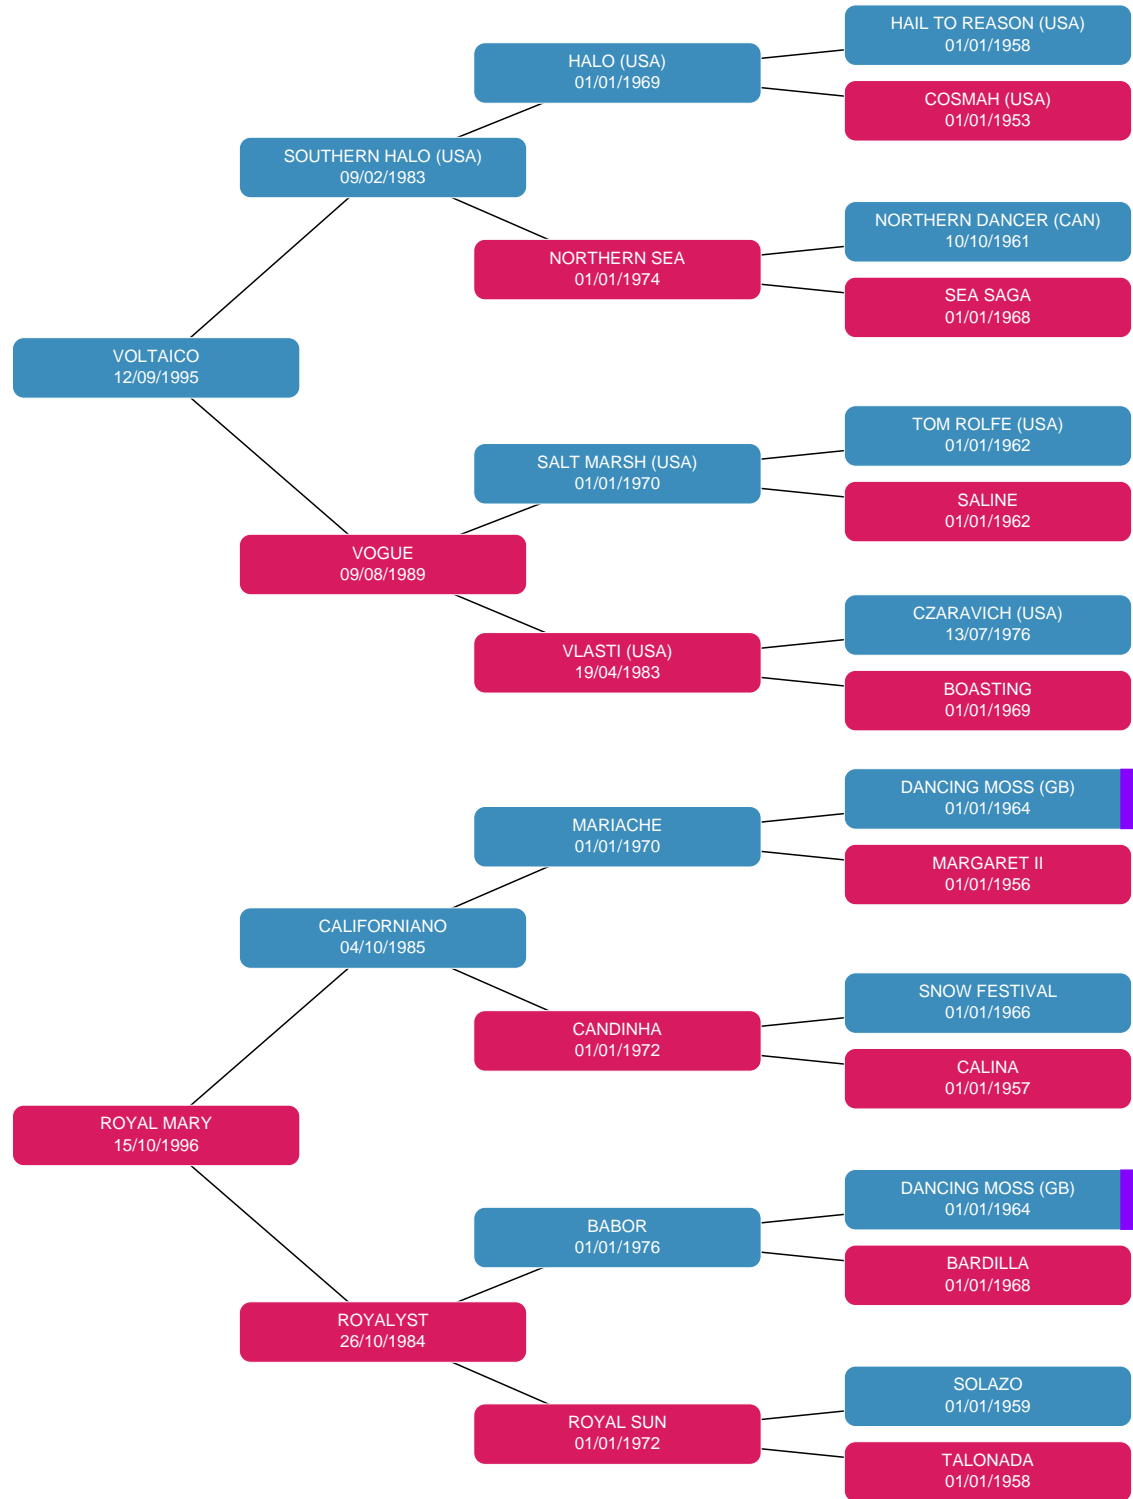 HAIL TO REASON (USA)
01/01/1958
HALO (USA)
01/01/1969
COSMAH (USA)
01/01/1953
SOUTHERN HALO (USA)
09/02/1983
NORTHERN DANCER (CAN)
10/10/1961
NORTHERN SEA
01/01/1974
SEA SAGA
01/01/1968
VOLTAICO
12/09/1995
TOM ROLFE (USA)
01/01/1962
SALT MARSH (USA)
01/01/1970
SALINE
01/01/1962
VOGUE
09/08/1989
CZARAVICH (USA)
13/07/1976
VLASTI (USA)
19/04/1983
BOASTING
01/01/1969
DANCING MOSS (GB)
01/01/1964
MARIACHE
01/01/1970
MARGARET II
01/01/1956
CALIFORNIANO
04/10/1985
SNOW FESTIVAL
01/01/1966
CANDINHA
01/01/1972
CALINA
01/01/1957
ROYAL MARY
15/10/1996
DANCING MOSS (GB)
01/01/1964
BABOR
01/01/1976
BARDILLA
01/01/1968
ROYALYST
26/10/1984
SOLAZO
01/01/1959
ROYAL SUN
01/01/1972
TALONADA
01/01/1958